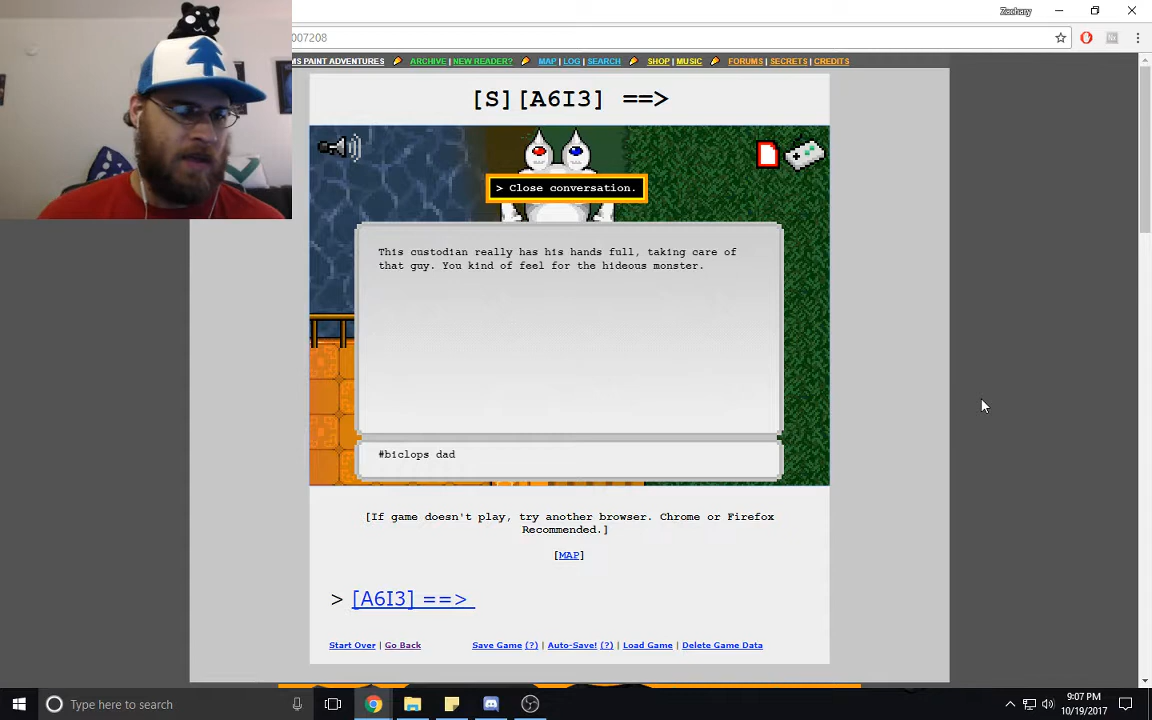 Zachary
007208
MS PAINT ADVENTURES ARCHIVE | NEW READER? MAP | LOG | SEARCH SHOP | MUSIC FORUMS | SECRETS | CREDITS
[S][A6I3] ==>
> Close conversation.
This custodian really has his hands full, taking care of
that guy. You kind of feel for the hideous monster.
#biclops dad
[If game doesn't play, try another browser. Chrome or Firefox
Recommended.]
[MAP]
> [A6I3] ==>
Start Over | Go Back Save Game (?) | Auto-Save! (?) | Load Game | Delete Game Data
Type here to search
9:07 PM
10/19/2017